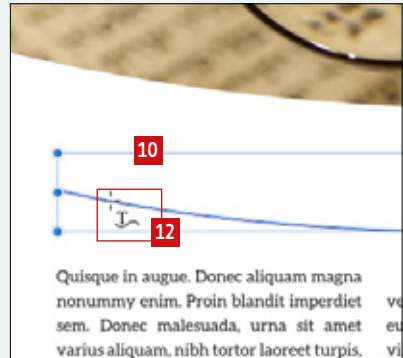 10
T
12
Quisque in augue. Donec aliquam magna
nonummy enim. Proin blandit imperdiet
sem. Donec malesuada, urna sit amet
varius aliquam, nibh tortor laoreet turpis,